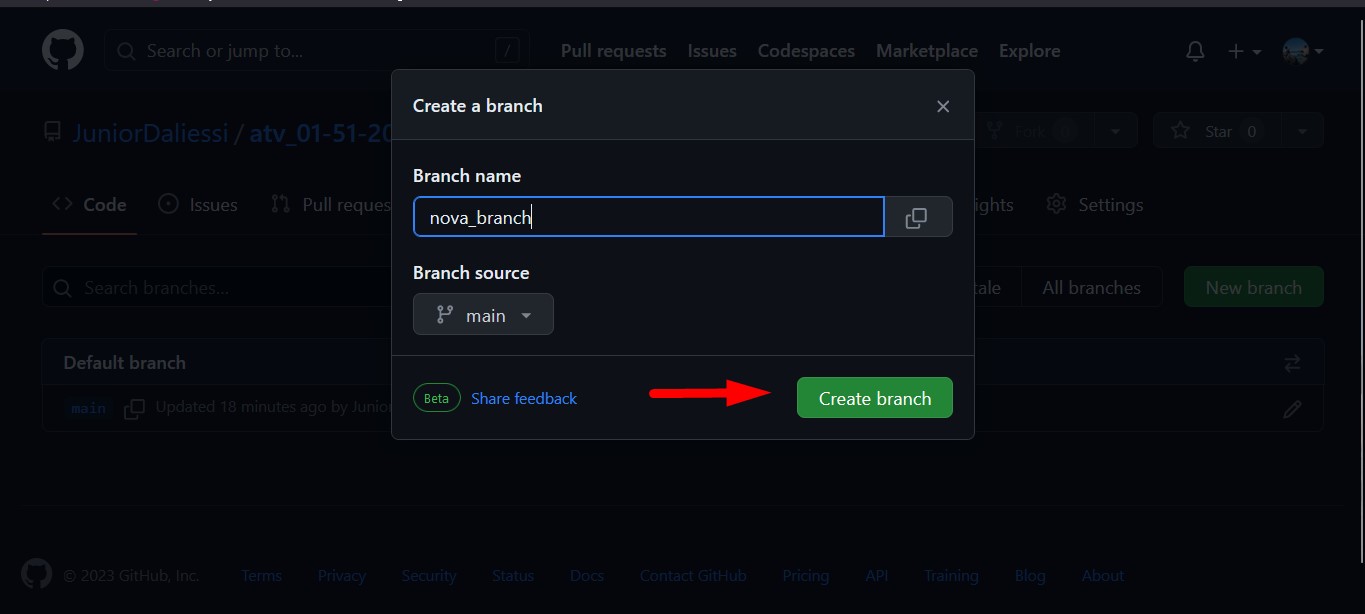 Search or jump to...
/
Pull requests Issues Codespaces Marketplace Explore
Create a branch
JuniorDaliessi / atv_01-51-20
Fork 0
Star 0
Branch name
Code Issues Pull reques
ights Settings
nova_branch
Branch source
Search branches...
tale All branches New branch
main
Default branch
Beta Share feedback Create branch
main Updated 18 minutes ago by Junior
© 2023 GitHub, Inc. Terms Privacy Security Status Docs Contact GitHub Pricing API Training Blog About